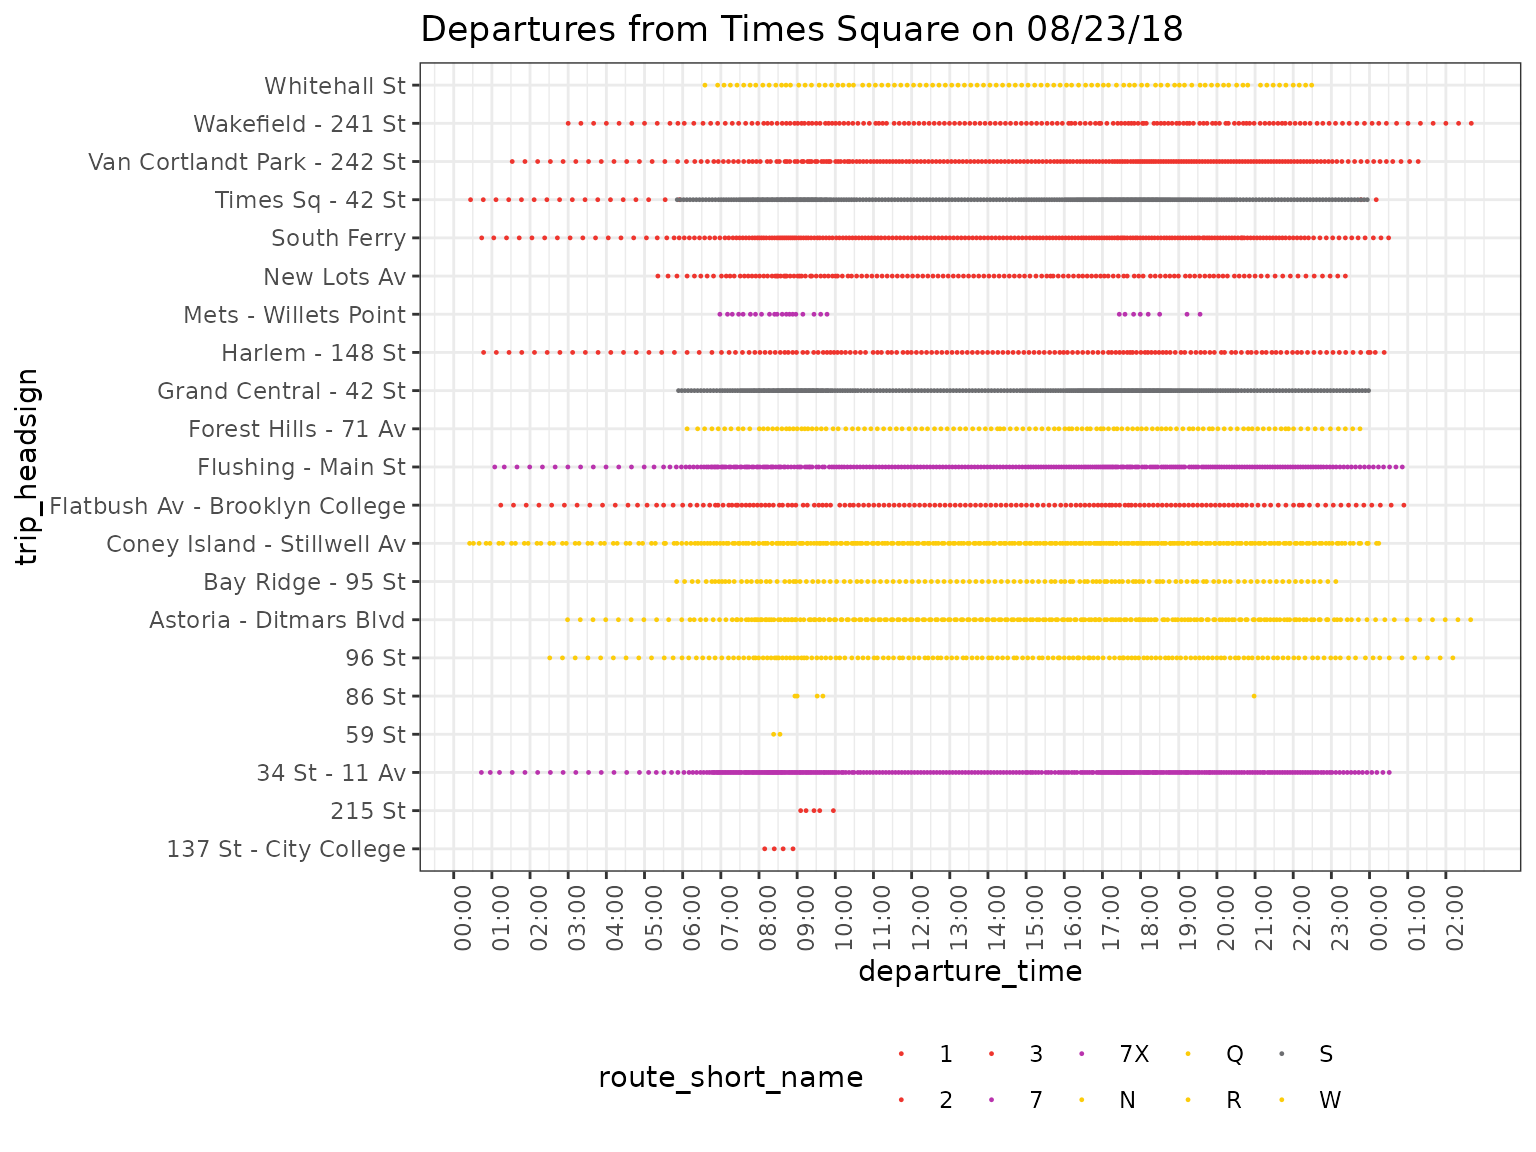 Departures from Times Square on 08/23/18
trip_headsign
Whitehall St
Wakefield - 241 St
Van Cortlandt Park - 242 St
Times Sq - 42 St
South Ferry
New Lots Av
Mets - Willets Point
Harlem - 148 St
Grand Central - 42 St
Forest Hills - 71 Av
Flushing - Main St
Flatbush Av - Brooklyn College
Coney Island - Stillwell Av
Bay Ridge - 95 St
Astoria - Ditmars Blvd
96 St
86 St
59 St
34 St - 11 Av
215 St
137 St - City College
00:00 01:00 02:00 03:00 04:00 05:00 06:00 07:00 08:00 09:00 10:00 11:00 12:00 13:00 14:00 15:00 16:00 17:00 18:00 19:00 20:00 21:00 22:00 23:00 00:00 01:00 02:00
departure_time
route_short_name
1 3 7X Q S
2 7 N R W